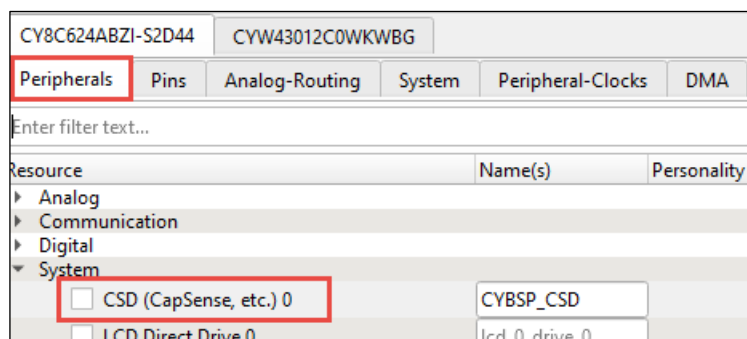 CY8C624ABZI-S2D44 CYW43012C0WKWBG
Peripherals Pins Analog-Routing System Peripheral-Clocks DMA
Enter filter text...
Resource Name(s) Personality
Analog
Communication
Digital
System
CSD (CapSense, etc.) 0 CYBSP_CSD
LCD Direct Drive 0 lcd_0_drive_0